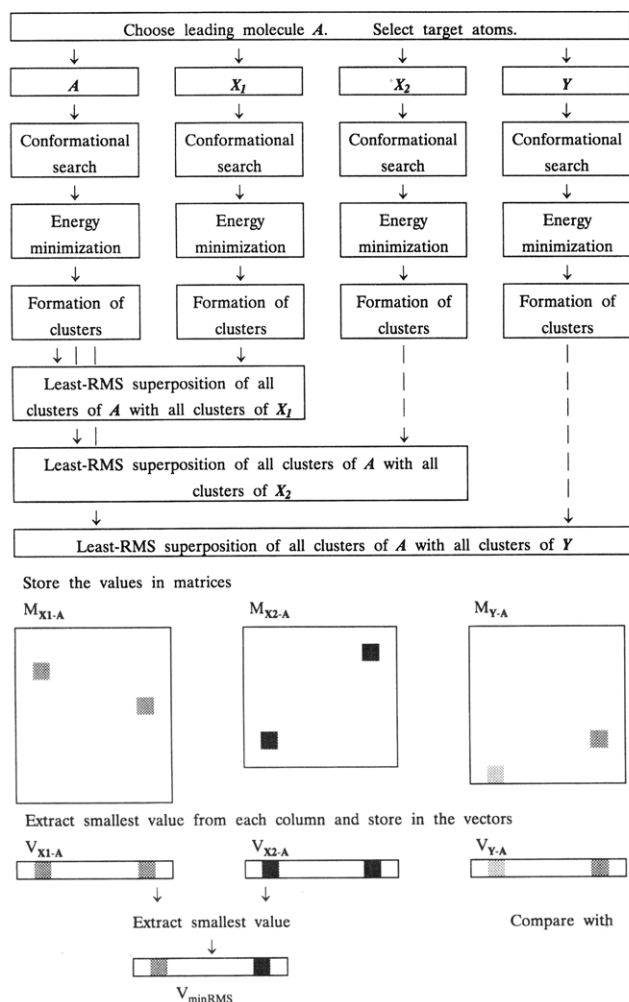 Choose leading molecule A. Select target atoms.
A X1 X2 Y
Conformational search
Conformational search
Conformational search
Conformational search
Energy minimization
Energy minimization
Energy minimization
Energy minimization
Formation of clusters
Formation of clusters
Formation of clusters
Formation of clusters
Least-RMS superposition of all
clusters of A with all clusters of X1
Least-RMS superposition of all clusters of A with all
clusters of X2
Least-RMS superposition of all clusters of A with all clusters of Y
Store the values in matrices
MX1-A MX2-A MY-A
Extract smallest value from each column and store in the vectors
VX1-A VX2-A VY-A
Extract smallest value Compare with
VminRMS